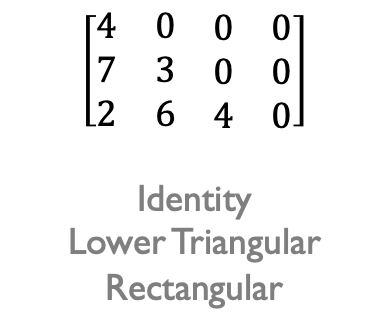 4 0 0 0
7 3 0 0
2 6 4 0
Identity
Lower Triangular
Rectangular